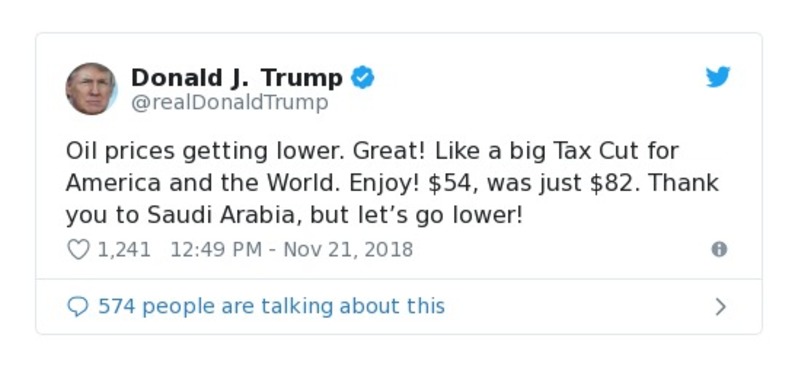 Donald J. Trump
@realDonaldTrump
Oil prices getting lower. Great! Like a big Tax Cut for
America and the World. Enjoy! $54, was just $82. Thank
you to Saudi Arabia, but let’s go lower!
1,241 12:49 PM - Nov 21, 2018
574 people are talking about this